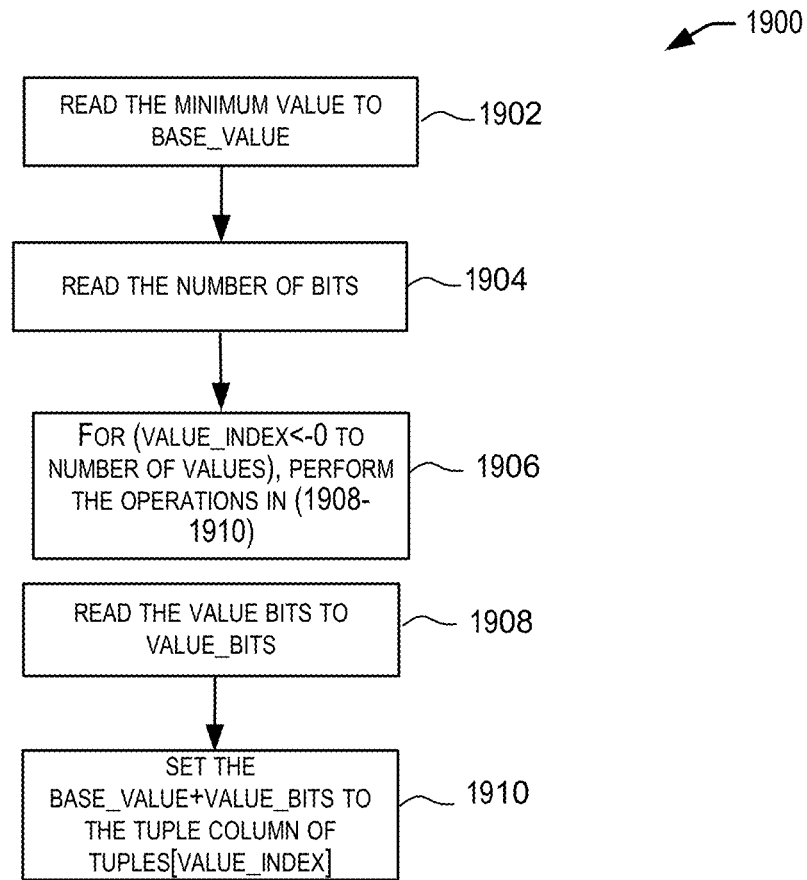 1900
READ THE MINIMUM VALUE TO
BASE_VALUE
1902
READ THE NUMBER OF BITS
1904
FOR (VALUE_INDEX<-0 TO
NUMBER OF VALUES), PERFORM
THE OPERATIONS IN (1908-
1910)
1906
READ THE VALUE BITS TO
VALUE_BITS
1908
SET THE
BASE_VALUE+VALUE_BITS TO
THE TUPLE COLUMN OF
TUPLES[VALUE_INDEX]
1910